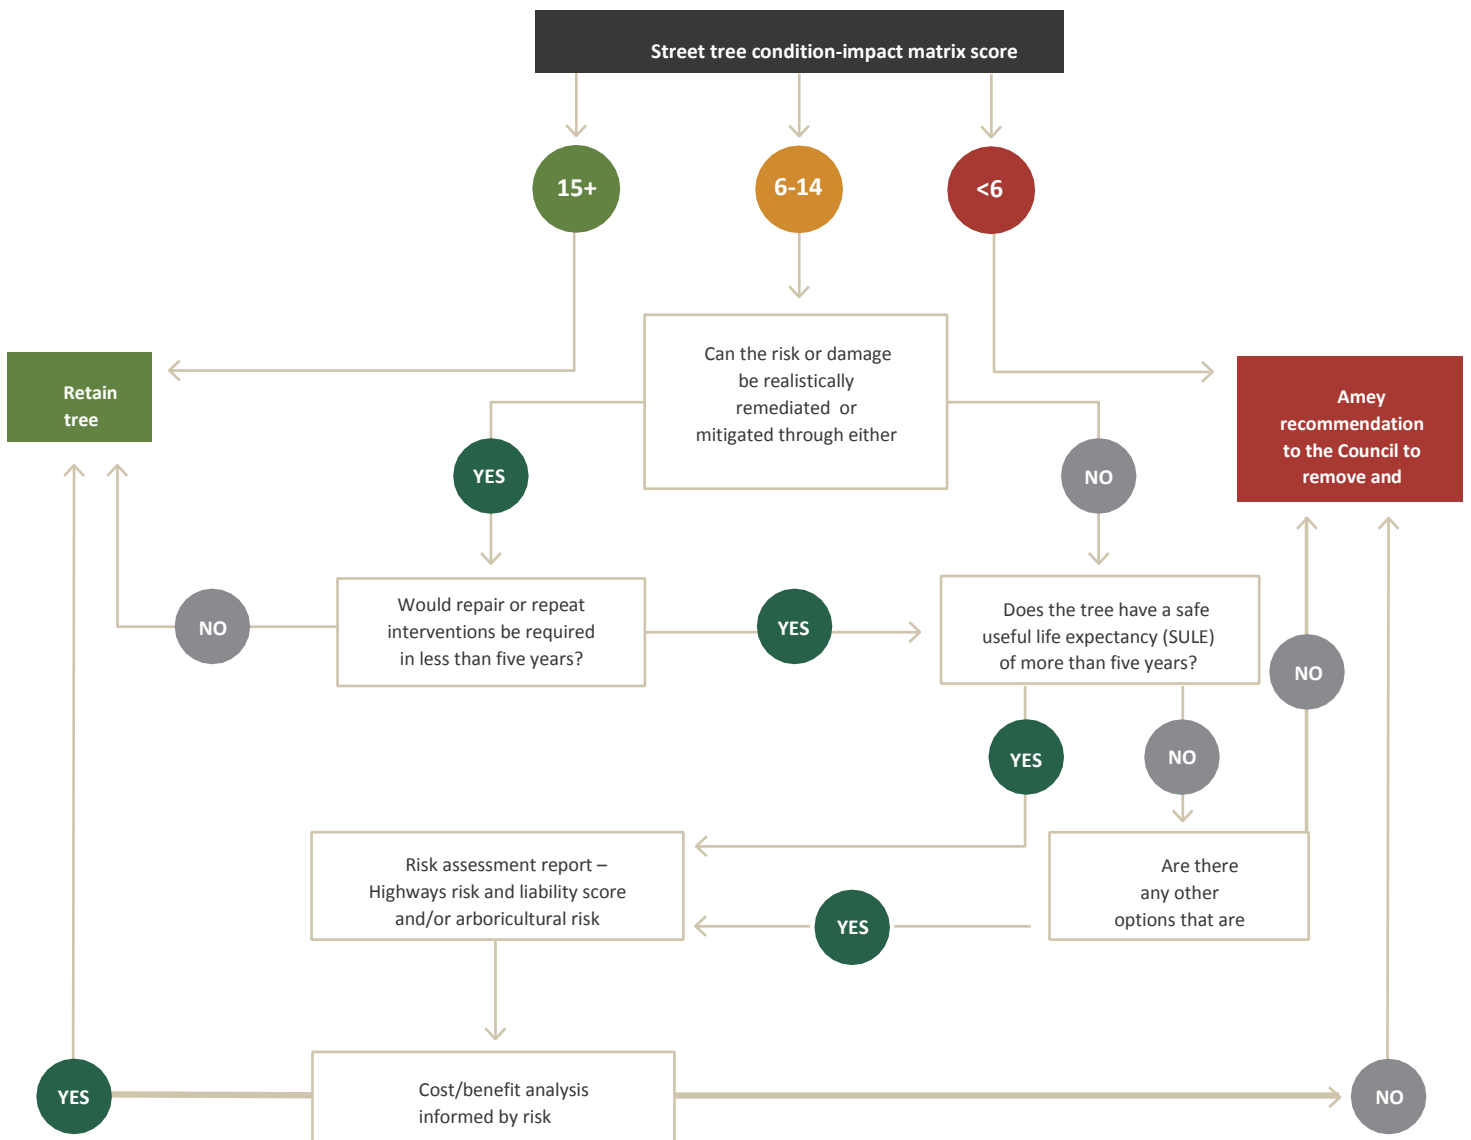 Street tree condition-impact matrix score
15+
6-14
<6
Can the risk or damage
be realistically
remediated or
mitigated through either
Retain
tree
Amey
recommendation
to the Council to
remove and
YES
NO
Would repair or repeat
interventions be required
in less than five years?
NO
YES
Does the tree have a safe
useful life expectancy (SULE)
of more than five years?
NO
YES
NO
Risk assessment report –
Highways risk and liability score
and/or arboricultural risk
Are there
any other
options that are
YES
Cost/benefit analysis
informed by risk
YES
NO